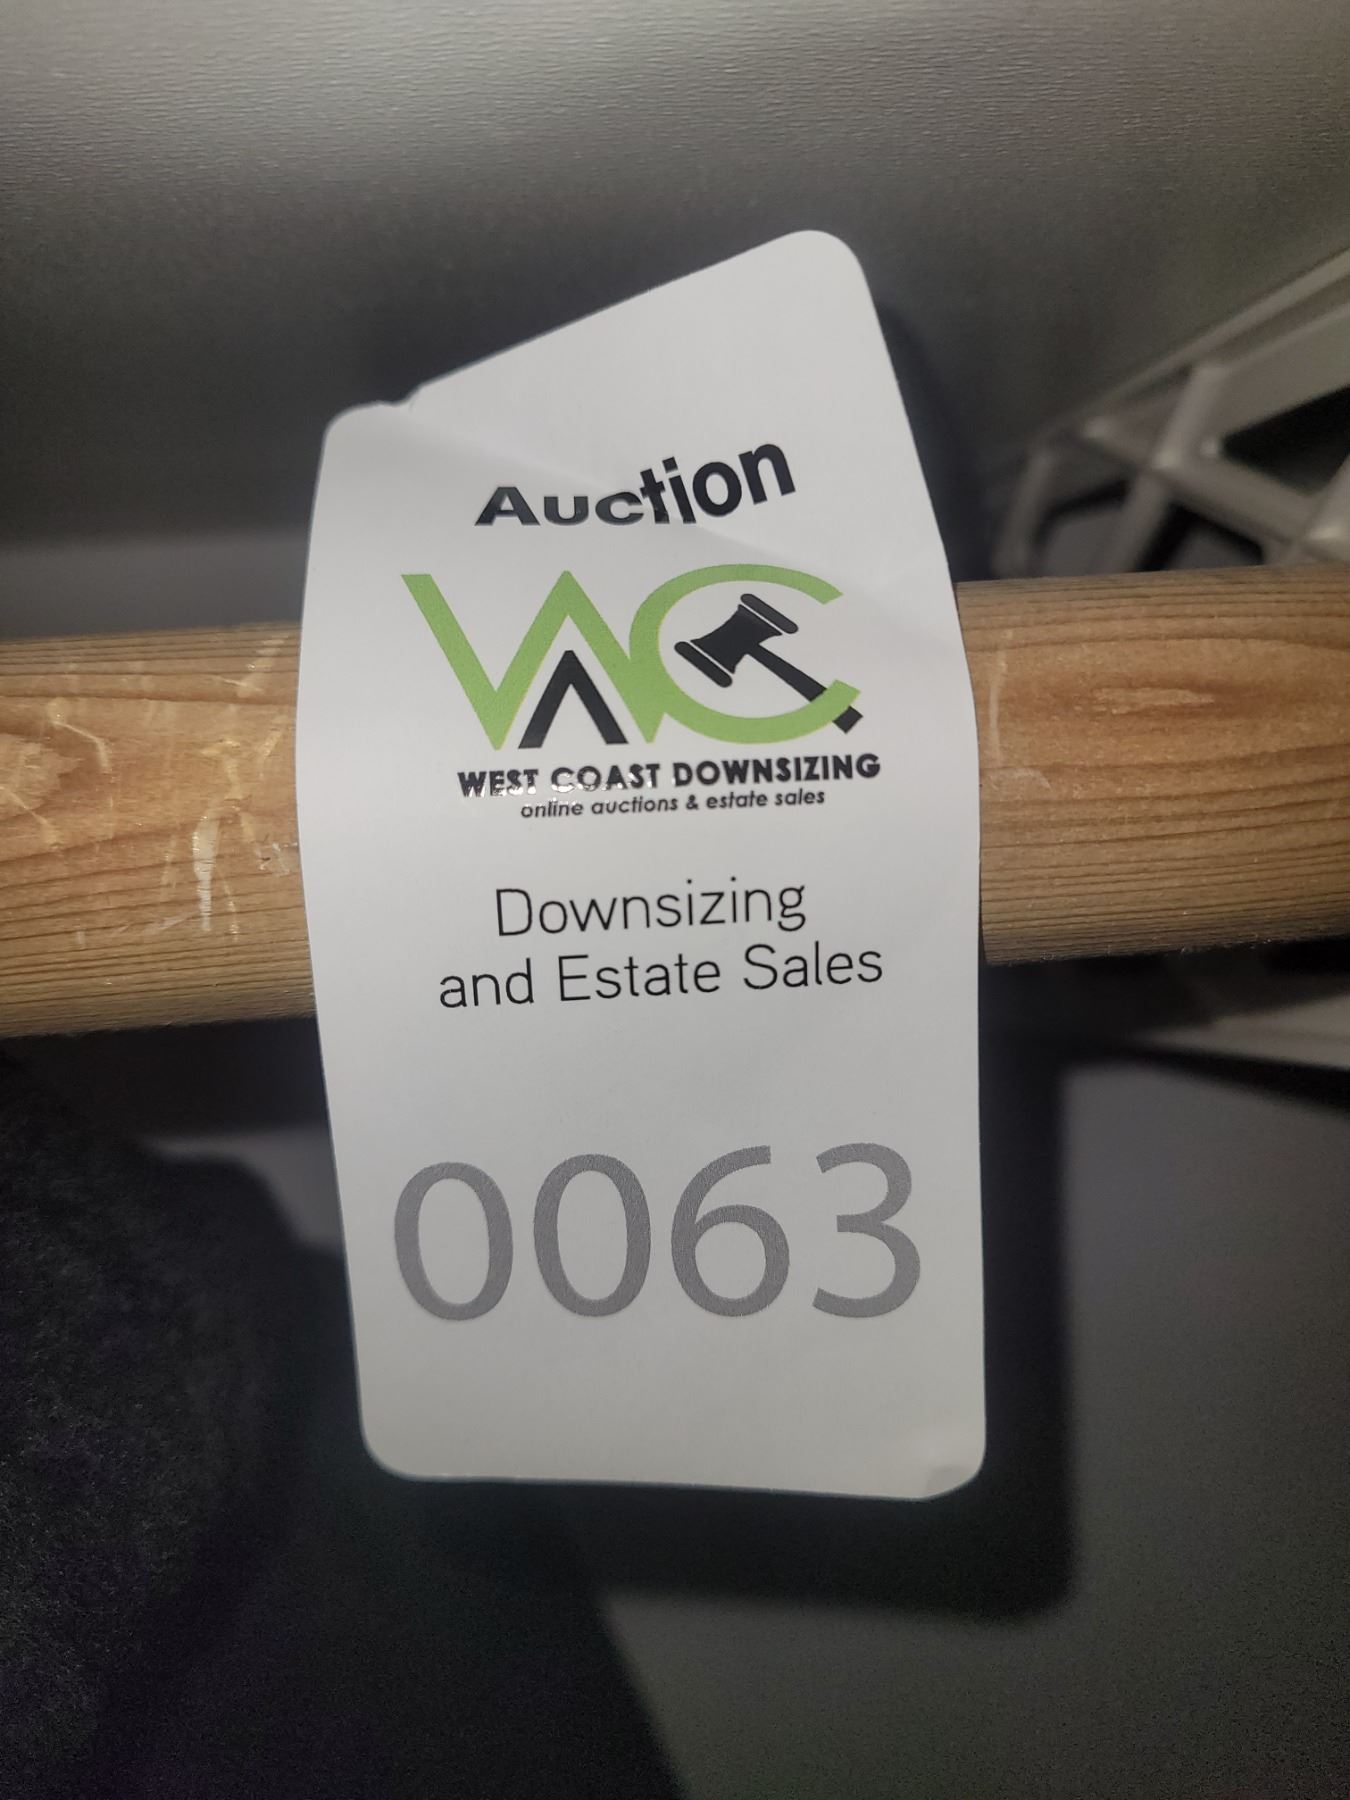 Auction
WC
WEST COAST DOWNSIZING
online auctions & estate sales
Downsizing
and Estate Sales
0063